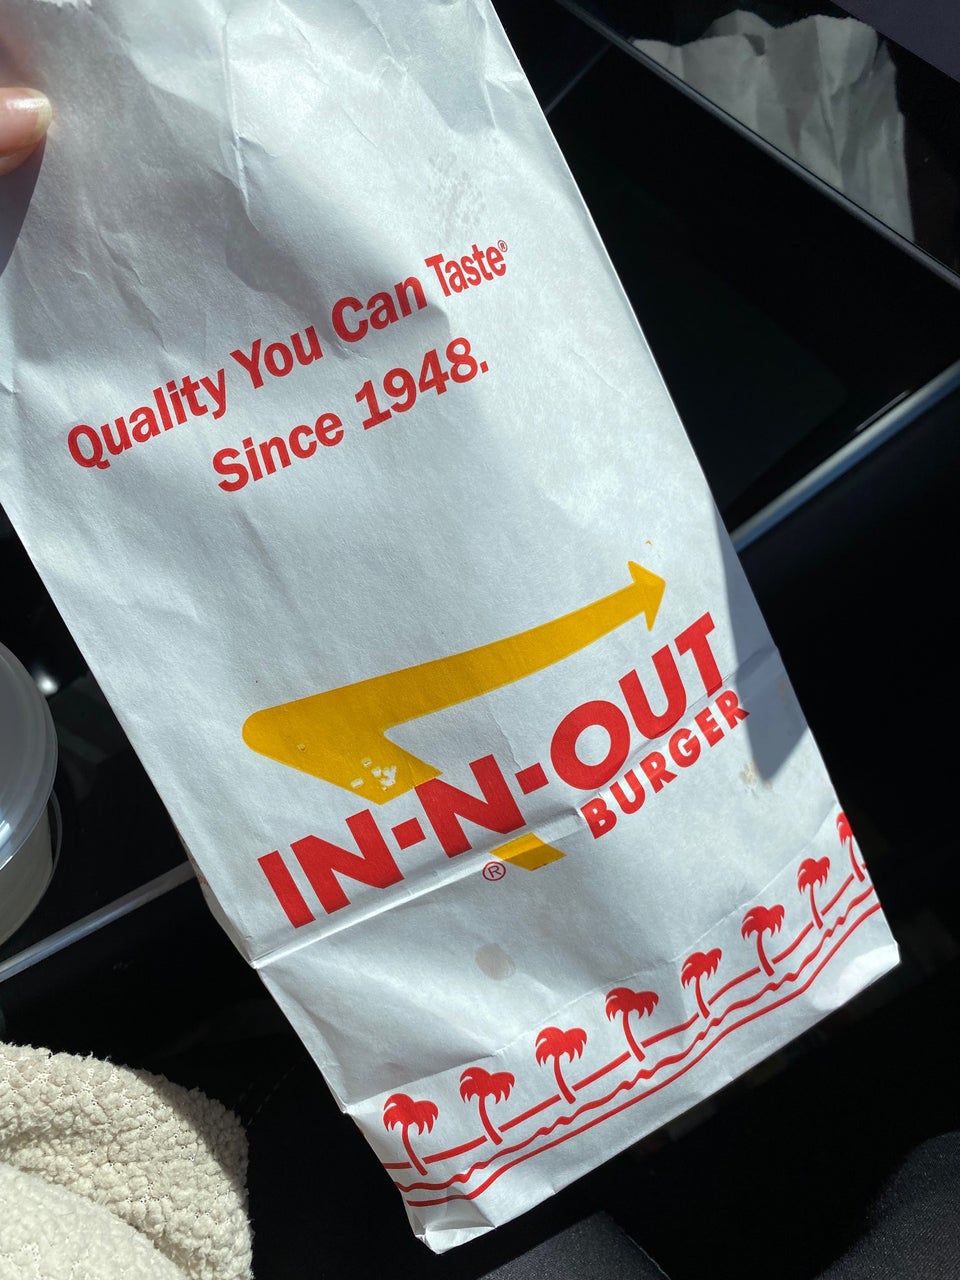 Quality You Can Taste®
Since 1948.
IN-N-OUT
BURGER
®